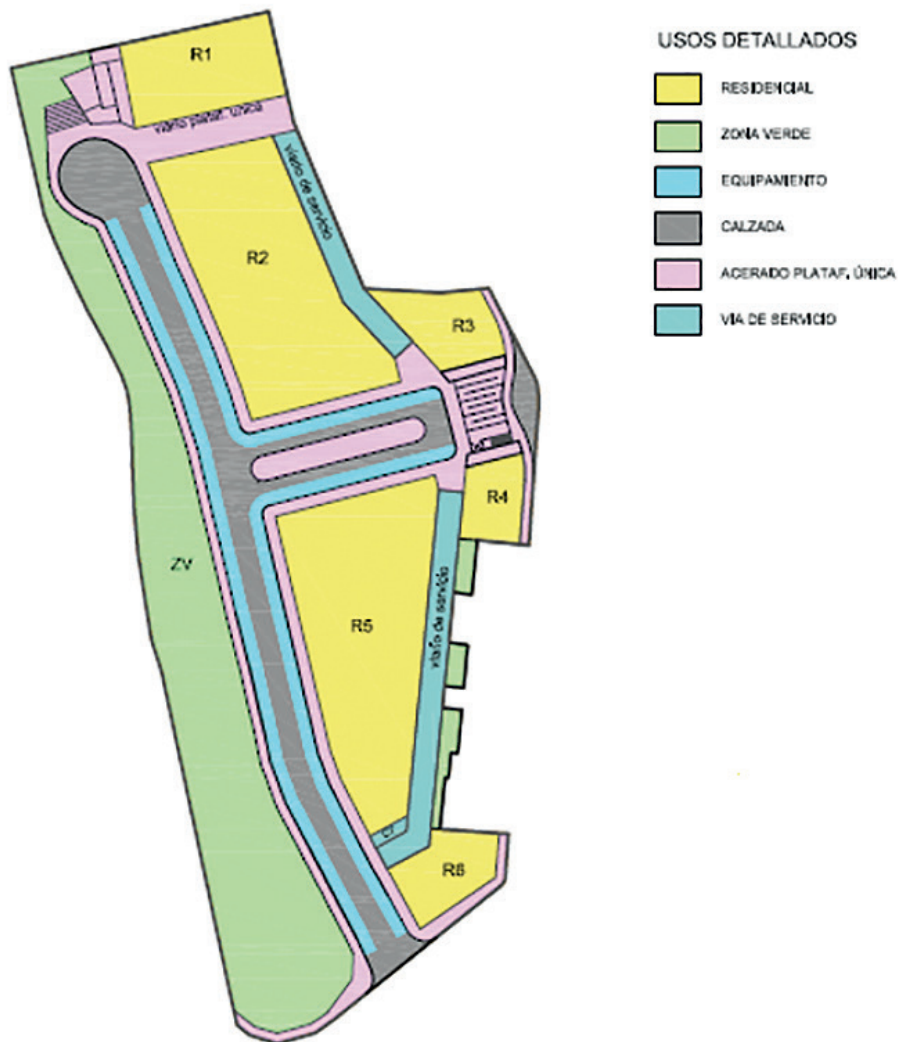 USOS DETALLADOS
RESIDENCIAL
ZONA VERDE
EQUIPAMIENTO
CALZADA
ACERADO PLATAF. ÚNICA
VIA DE SERVICIO
R1
viario plataf. única
viario de servicio
R2
R3
R4
ZV
R5
viario de servicio
CT
R6